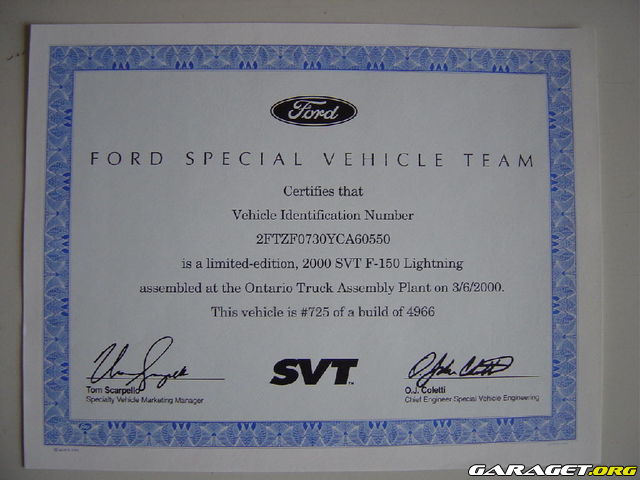 Ford
FORD SPECIAL VEHICLE TEAM
Certifies that
Vehicle Identification Number
2FTZF0730YCA60550
is a limited-edition, 2000 SVT F-150 Lightning
assembled at the Ontario Truck Assembly Plant on 3/6/2000.
This vehicle is #725 of a build of 4966
SVT™
Tom Scarpello
Specialty Vehicle Marketing Manager
O.J. Coletti
Chief Engineer Special Vehicle Engineering
GARAGET.ORG